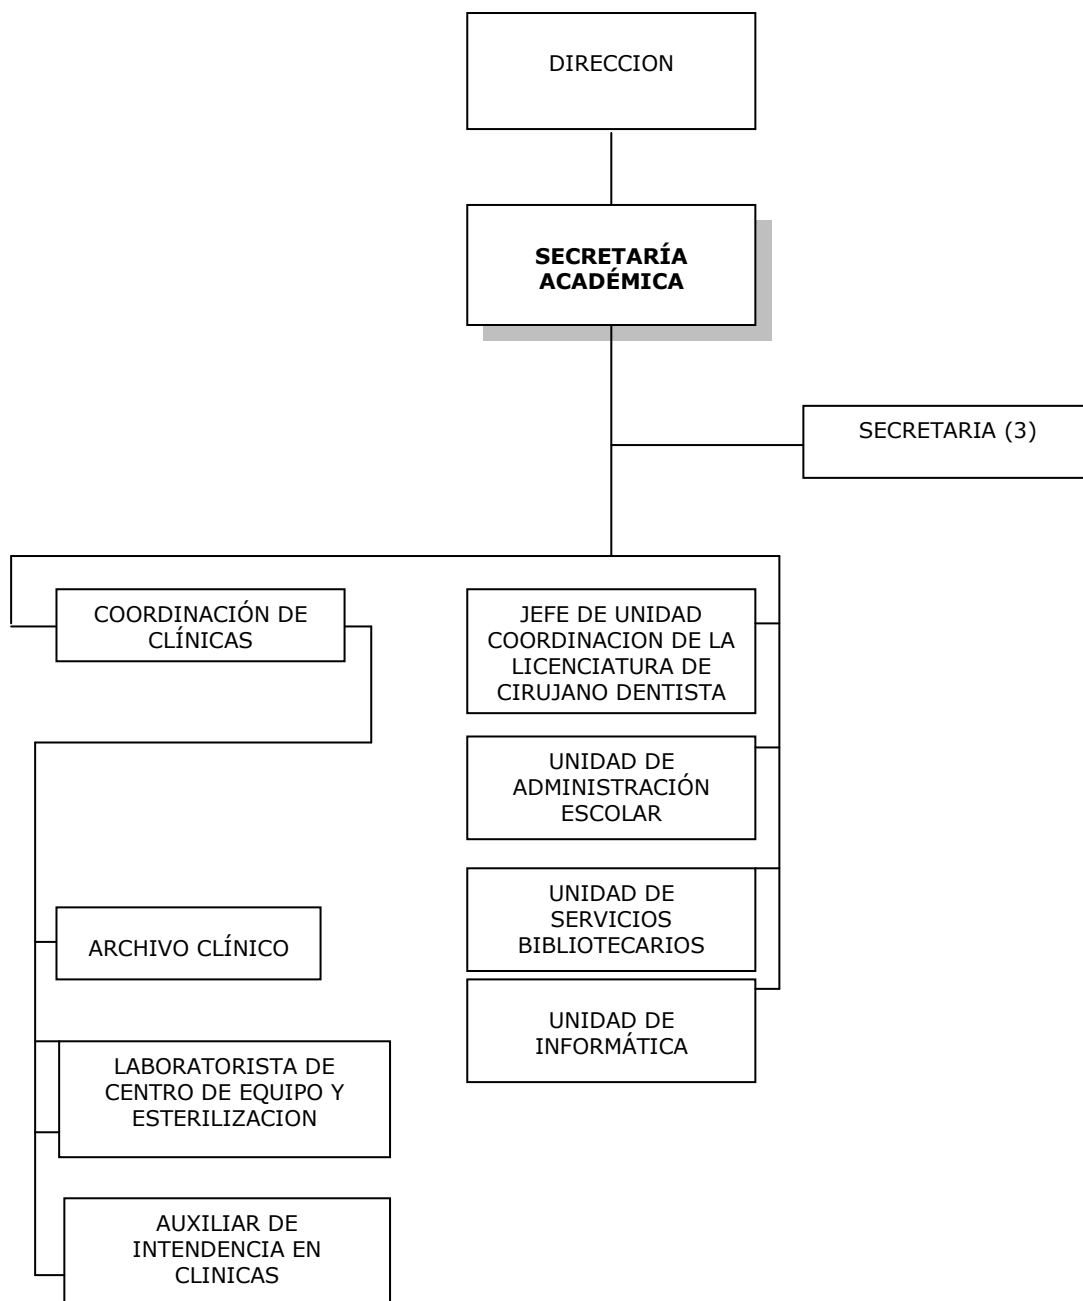 DIRECCION
SECRETARÍA
ACADÉMICA
SECRETARIA (3)
COORDINACIÓN DE
CLÍNICAS
JEFE DE UNIDAD
COORDINACION DE LA
LICENCIATURA DE
CIRUJANO DENTISTA
UNIDAD DE
ADMINISTRACIÓN
ESCOLAR
UNIDAD DE
SERVICIOS
BIBLIOTECARIOS
ARCHIVO CLÍNICO
UNIDAD DE
INFORMÁTICA
LABORATORISTA DE
CENTRO DE EQUIPO Y
ESTERILIZACION
AUXILIAR DE
INTENDENCIA EN
CLINICAS